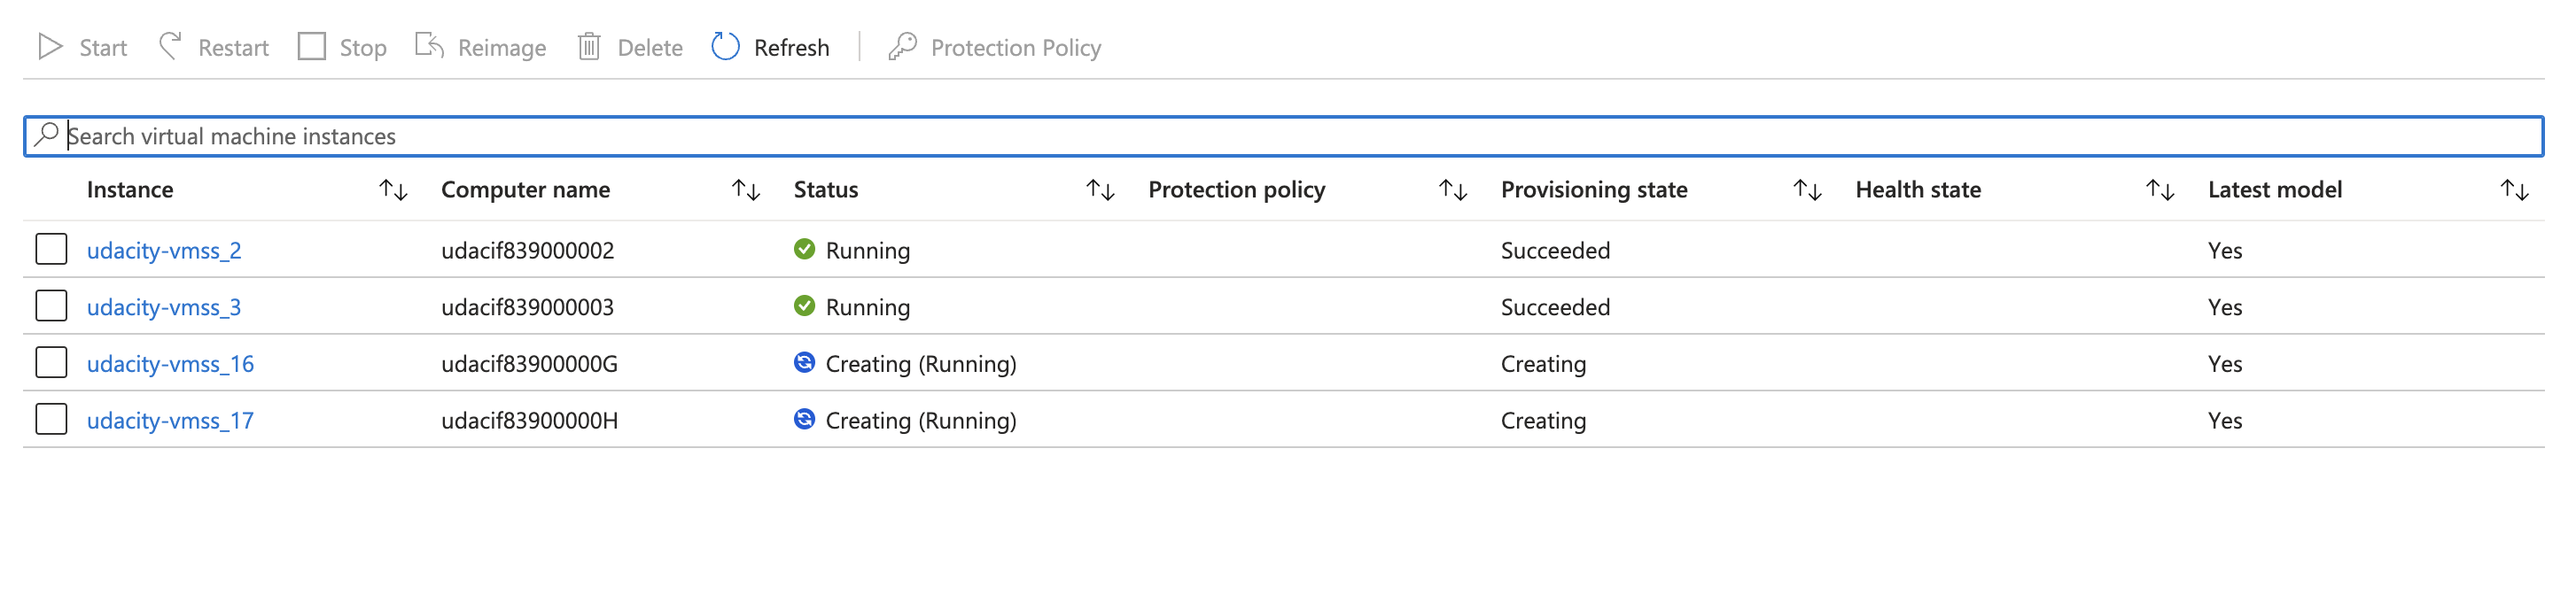 Start Restart Stop Reimage Delete Refresh Protection Policy
Search virtual machine instances
Instance Computer name Status Protection policy Provisioning state Health state Latest model
udacity-vmss_2 udacif839000002 Running Succeeded Yes
udacity-vmss_3 udacif839000003 Running Succeeded Yes
udacity-vmss_16 udacif83900000G Creating (Running) Creating Yes
udacity-vmss_17 udacif83900000H Creating (Running) Creating Yes